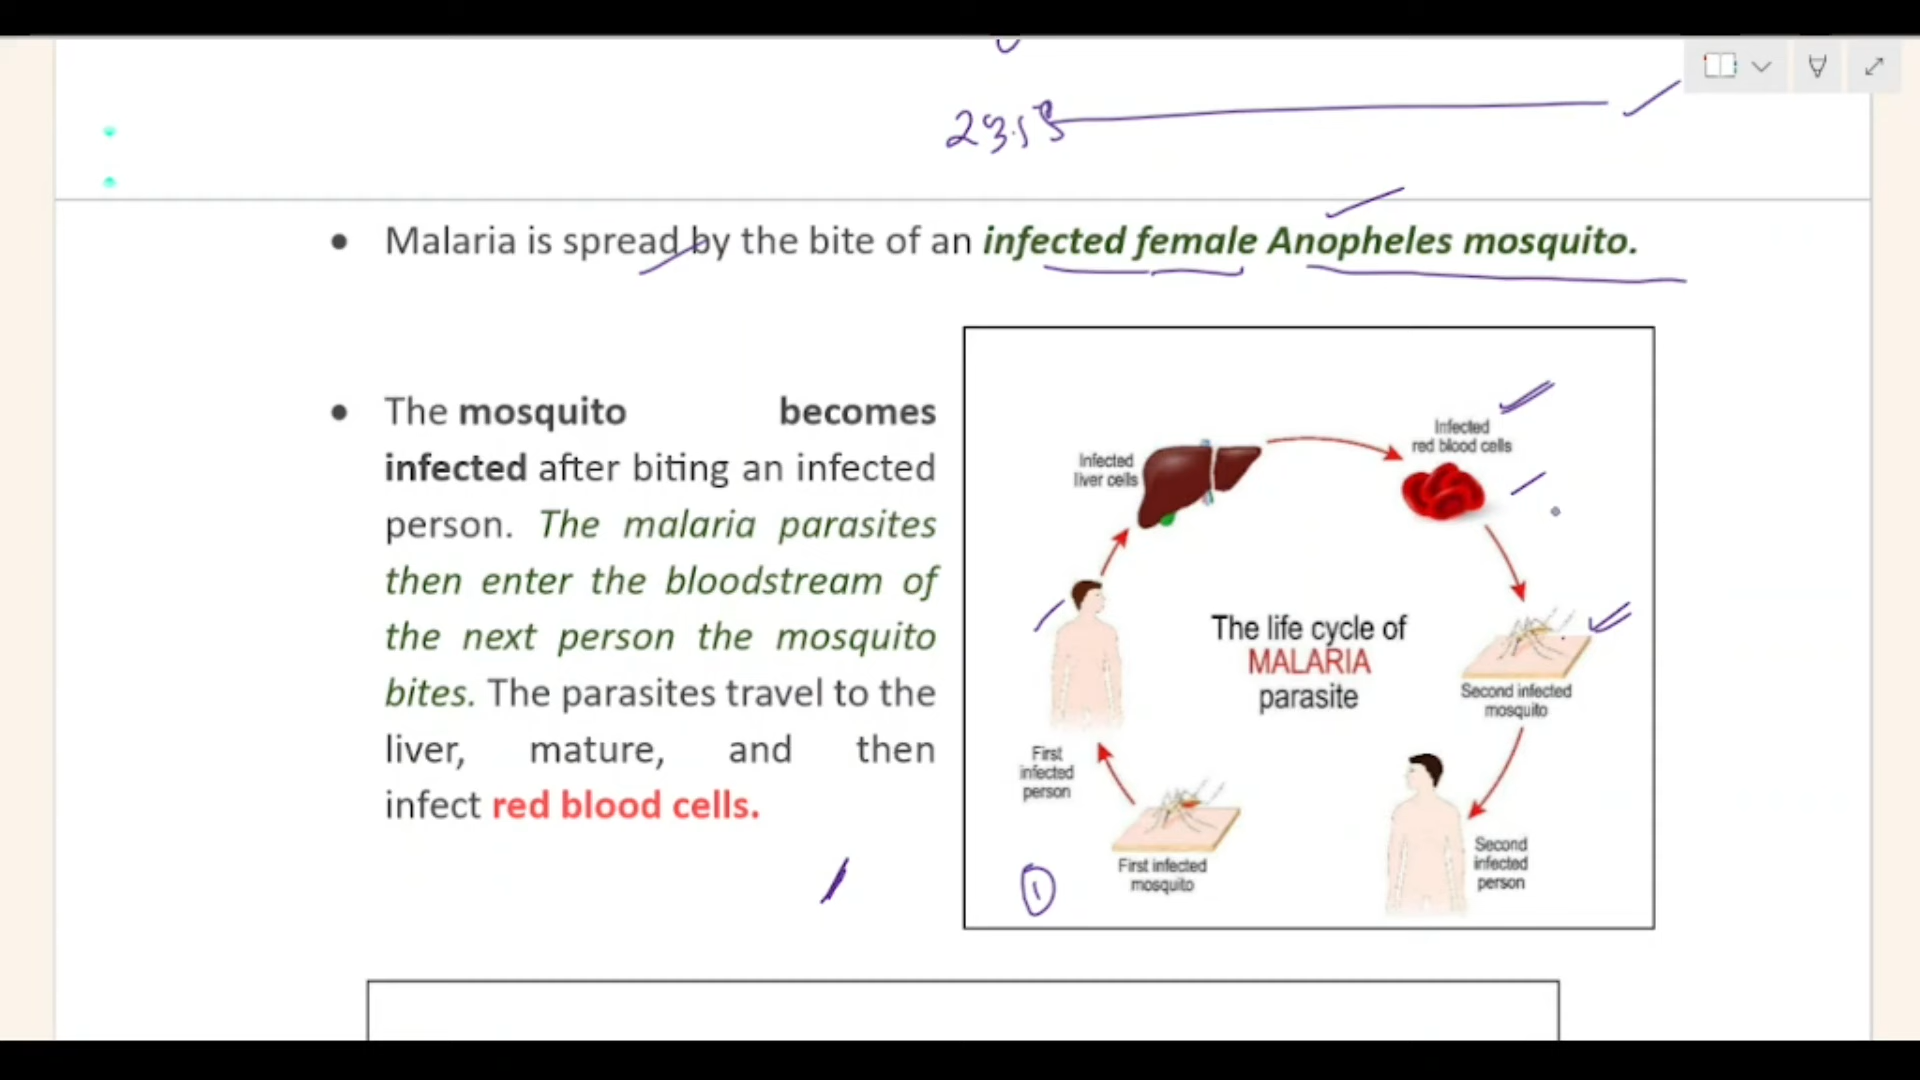 Malaria is spread by the bite of an infected female Anopheles mosquito.
The mosquito becomes
infected after biting an infected
person. The malaria parasites
then enter the bloodstream of
the next person the mosquito
bites. The parasites travel to the
liver, mature, and then
infect red blood cells.
Infected
red blood cells
Infected
liver cells
The life cycle of
MALARIA
parasite
Second infected
mosquito
First
infected
person
Second
infected
person
First infected
mosquito
1